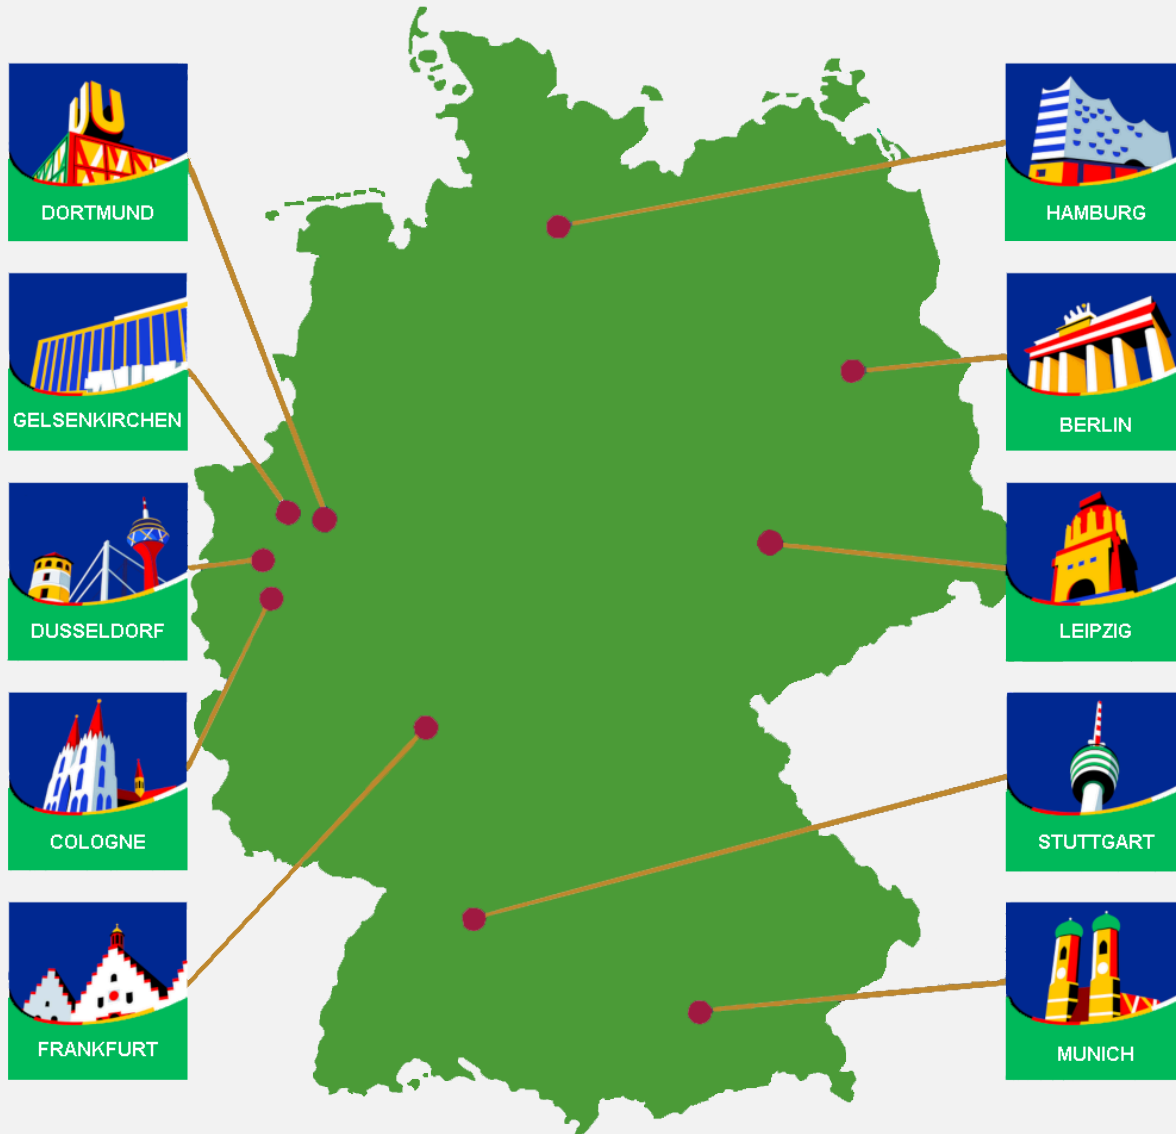 DORTMUND
GELSENKIRCHEN
DUSSELDORF
COLOGNE
FRANKFURT
HAMBURG
BERLIN
LEIPZIG
STUTTGART
MUNICH